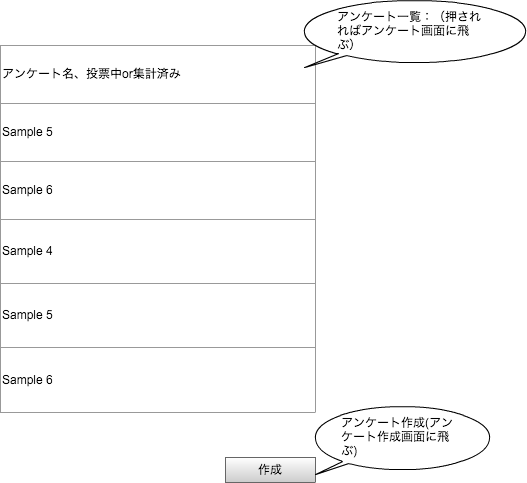 アンケート一覧：（押され
ればアンケート画面に飛
ぶ）
アンケート名、投票中or集計済み
Sample 5
Sample 6
Sample 4
Sample 5
Sample 6
アンケート作成(アン
ケート作成画面に飛
ぶ)
作成